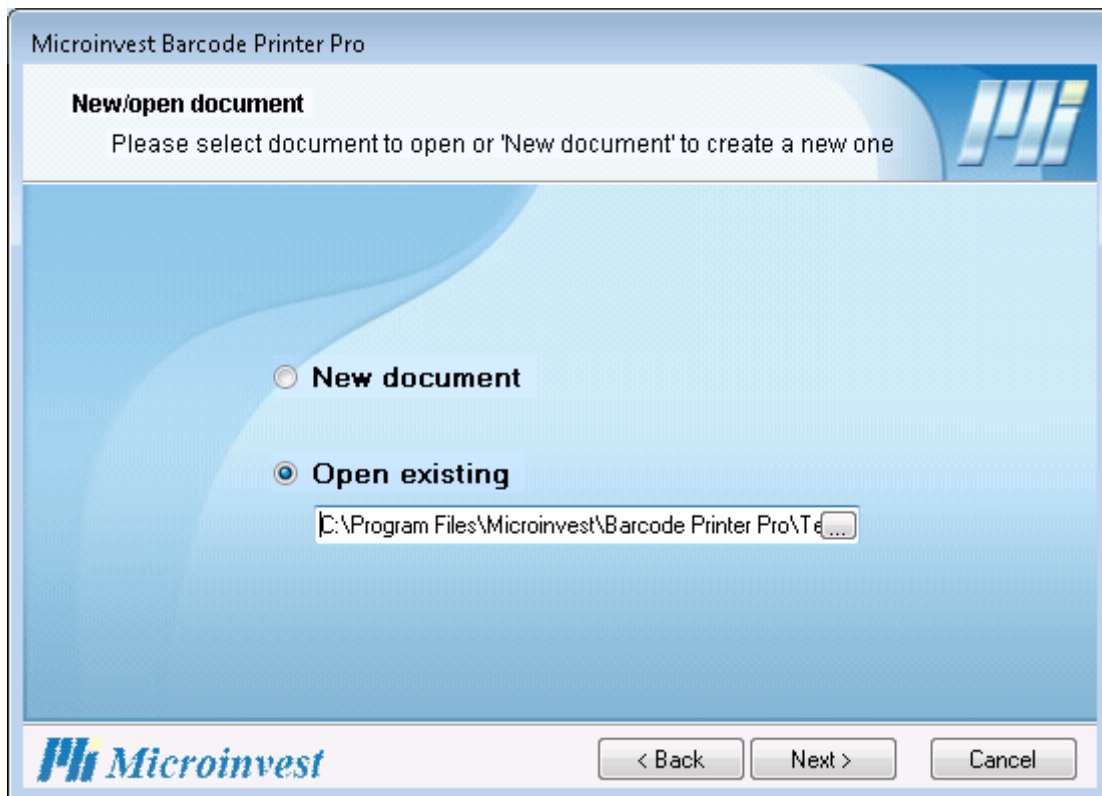 Microinvest Barcode Printer Pro
New/open document
Please select document to open or 'New document' to create a new one
New document
Open existing
C:\Program Files\Microinvest\Barcode Printer Pro\Te...
Microinvest
< Back Next > Cancel